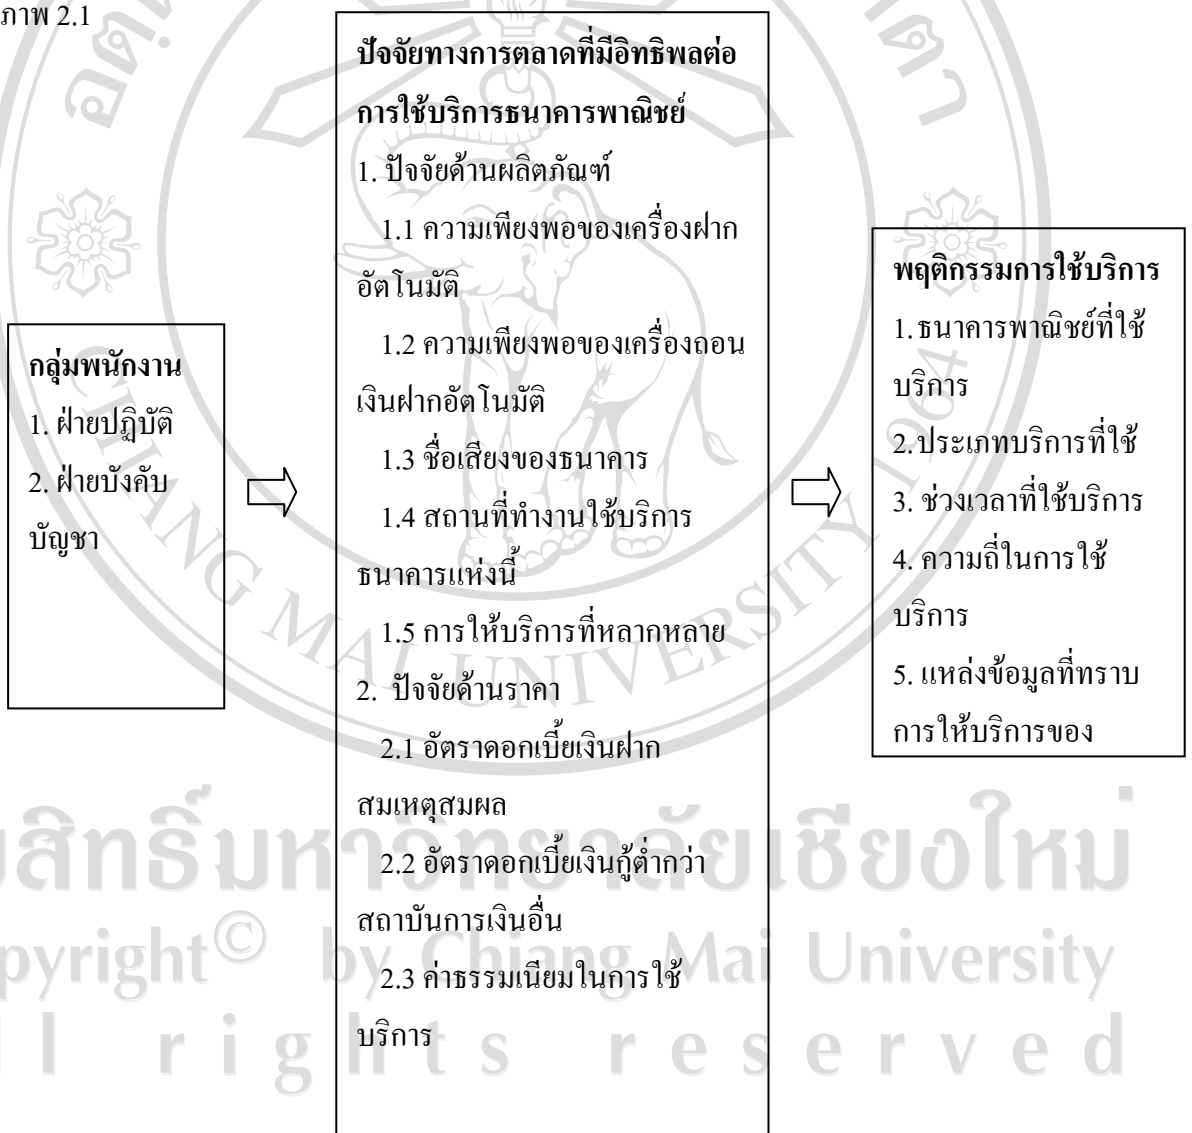 ภาพ 2.1
กลุ่มพนักงาน
1. ฝ่ายปฏิบัติ
2. ฝ่ายบังคับ
บัญชา
ปัจจัยทางการตลาดที่มีอิทธิพลต่อ
การใช้บริการธนาคารพาณิชย์
1. ปัจจัยด้านผลิตภัณฑ์
1.1 ความเพียงพอของเครื่องฝาก
อัตโนมัติ
1.2 ความเพียงพอของเครื่องถอน
เงินฝากอัตโนมัติ
1.3 ชื่อเสียงของธนาคาร
1.4 สถานที่ทำงานใช้บริการ
ธนาคารแห่งนี้
1.5 การให้บริการที่หลากหลาย
2. ปัจจัยด้านราคา
2.1 อัตราดอกเบี้ยเงินฝาก
สมเหตุสมผล
2.2 อัตราดอกเบี้ยเงินกู้ต่ำกว่า
สถาบันการเงินอื่น
2.3 ค่าธรรมเนียมในการใช้
บริการ
พฤติกรรมการใช้บริการ
1.ธนาคารพาณิชย์ที่ใช้
บริการ
2.ประเภทบริการที่ใช้
3. ช่วงเวลาที่ใช้บริการ
4. ความถี่ในการใช้
บริการ
5. แหล่งข้อมูลที่ทราบ
การให้บริการของ
CHIANG MAI UNIVERSITY 1964
สิทธิ์มหาวิทยาลัยเชียงใหม่
pyright© by Chiang Mai University
l rights reserved